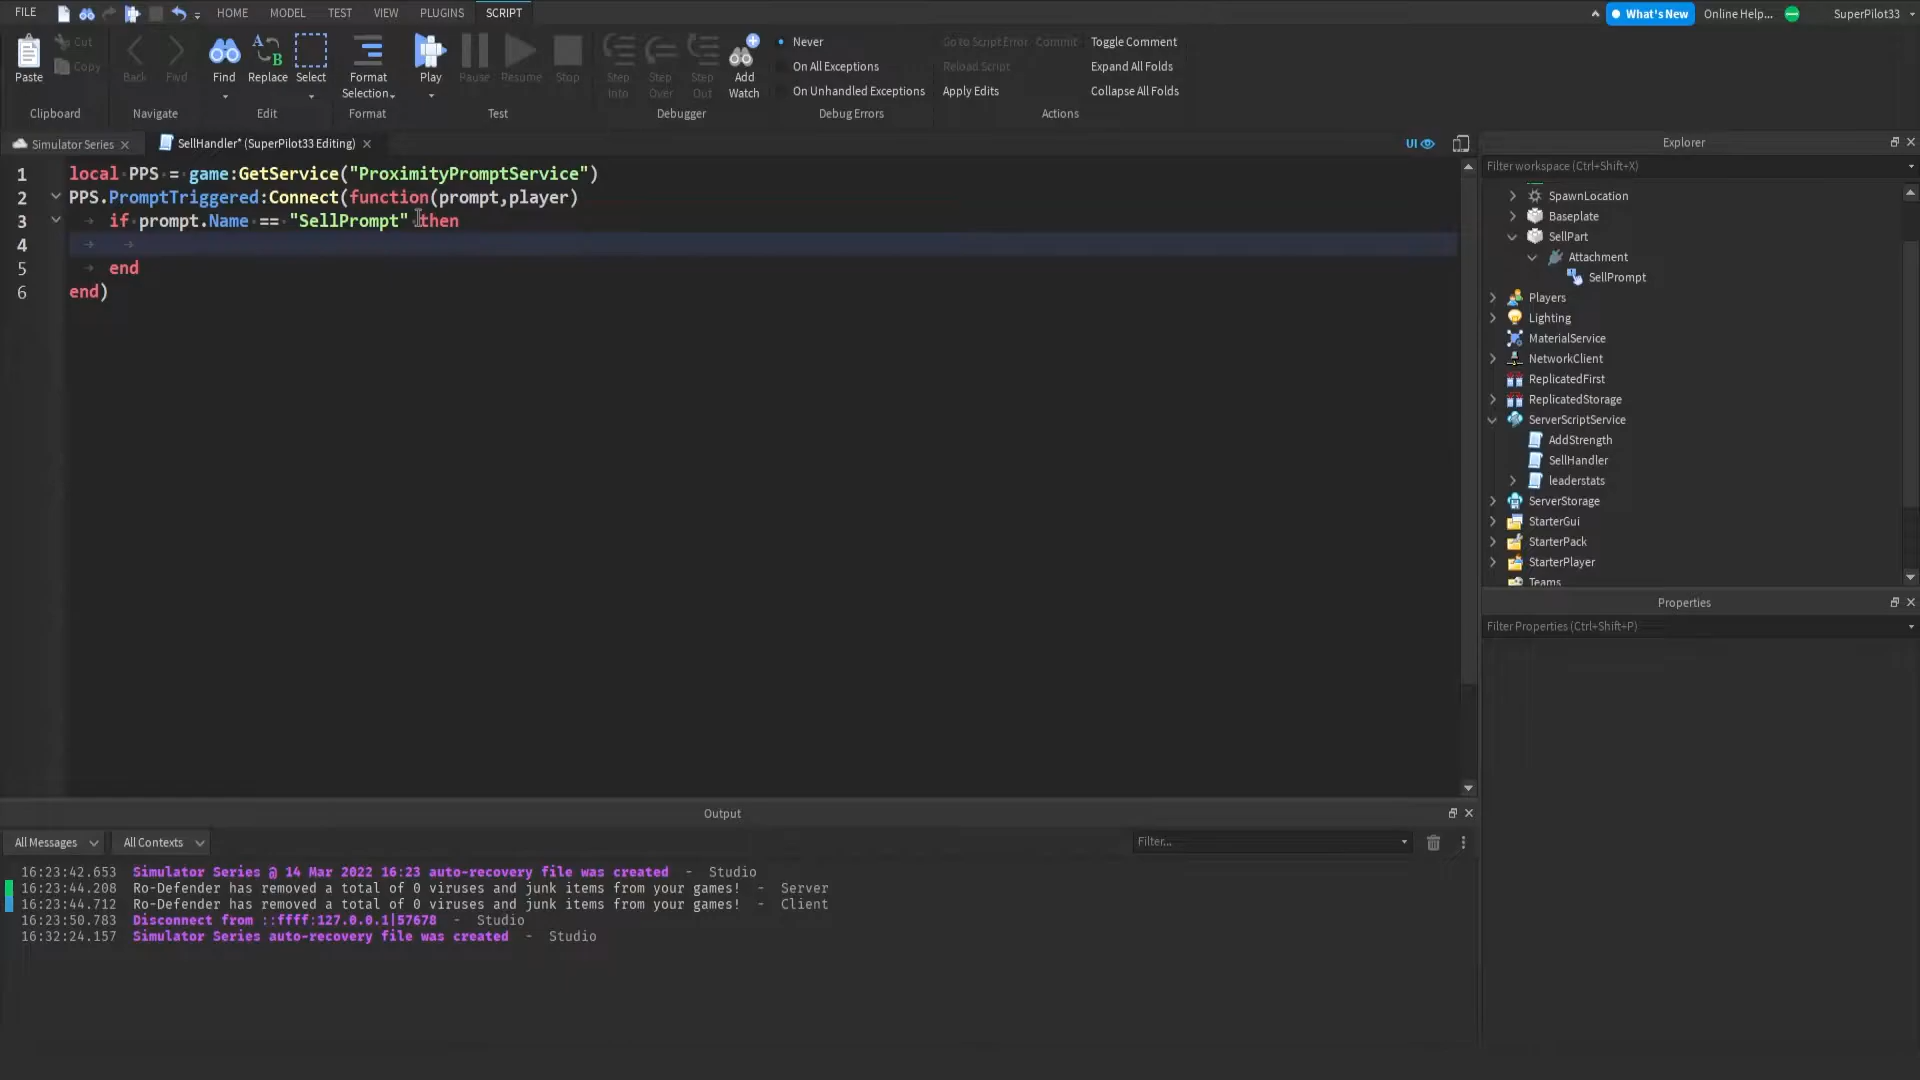 FILE HOME MODEL TEST VIEW PLUGINS SCRIPT What's New Online Help... SuperPilot33
Paste Cut Copy Back Find Find Replace Select Format Selection Play Pause Resume Stop Step Into Step Over Step Out Add Watch
Never
On All Exceptions
On Unhandled Exceptions
Go to Script Error Commit
Reload Script
Apply Edits
Toggle Comment
Expand All Folds
Collapse All Folds
Clipboard Navigate Edit Format Test Debugger Debug Errors Actions
Simulator Series SellHandler* (SuperPilot33 Editing) UI
1 local PPS = game:GetService("ProximityPromptService")
2 PPS.PromptTriggered:Connect(function(prompt,player)
3 if prompt.Name == "SellPrompt" then
4
5 end
6 end)
Explorer
Filter workspace (Ctrl+Shift+X)
SpawnLocation
Baseplate
SellPart
Attachment
SellPrompt
Players
Lighting
MaterialService
NetworkClient
ReplicatedFirst
ReplicatedStorage
ServerScriptService
AddStrength
SellHandler
leaderstats
ServerStorage
StarterGui
StarterPack
StarterPlayer
Teams
Properties
Filter Properties (Ctrl+Shift+P)
Output
All Messages All Contexts Filter...
16:23:42.653 Simulator Series @ 14 Mar 2022 16:23 auto-recovery file was created - Studio
16:23:44.208 Ro-Defender has removed a total of 0 viruses and junk items from your games! - Server
16:23:44.712 Ro-Defender has removed a total of 0 viruses and junk items from your games! - Client
16:23:50.783 Disconnect from ::ffff:127.0.0.1|57678 - Studio
16:32:24.157 Simulator Series auto-recovery file was created - Studio